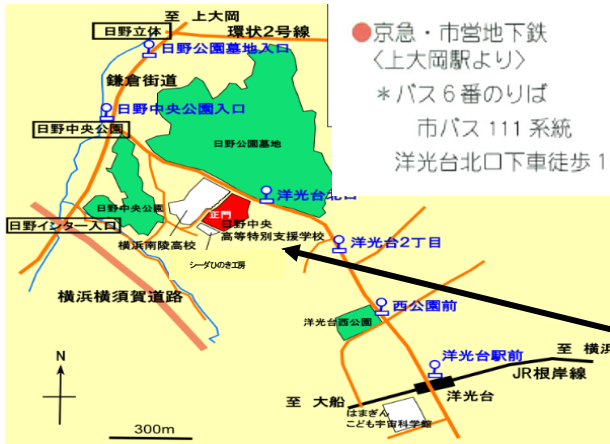 至 上大岡
日野立体
環状2号線
日野公園墓地入口
鎌倉街道
日野中央公園入口
日野中央公園
日野公園墓地
日野中央公園
洋光台北口
正門
日野インター入口
横浜南陵高校
日野中央
高等特別支援学校
シーダひのき工房
洋光台2丁目
横浜横須賀道路
西公園前
洋光台西公園
洋光台駅前
至 横浜
JR根岸線
洋光台
至 大船
はまぎん
こども宇宙科学館
N
300m
●京急・市営地下鉄
〈上大岡駅より〉
＊バス6番のりば
市バス 111 系統
洋光台北口下車徒歩 1